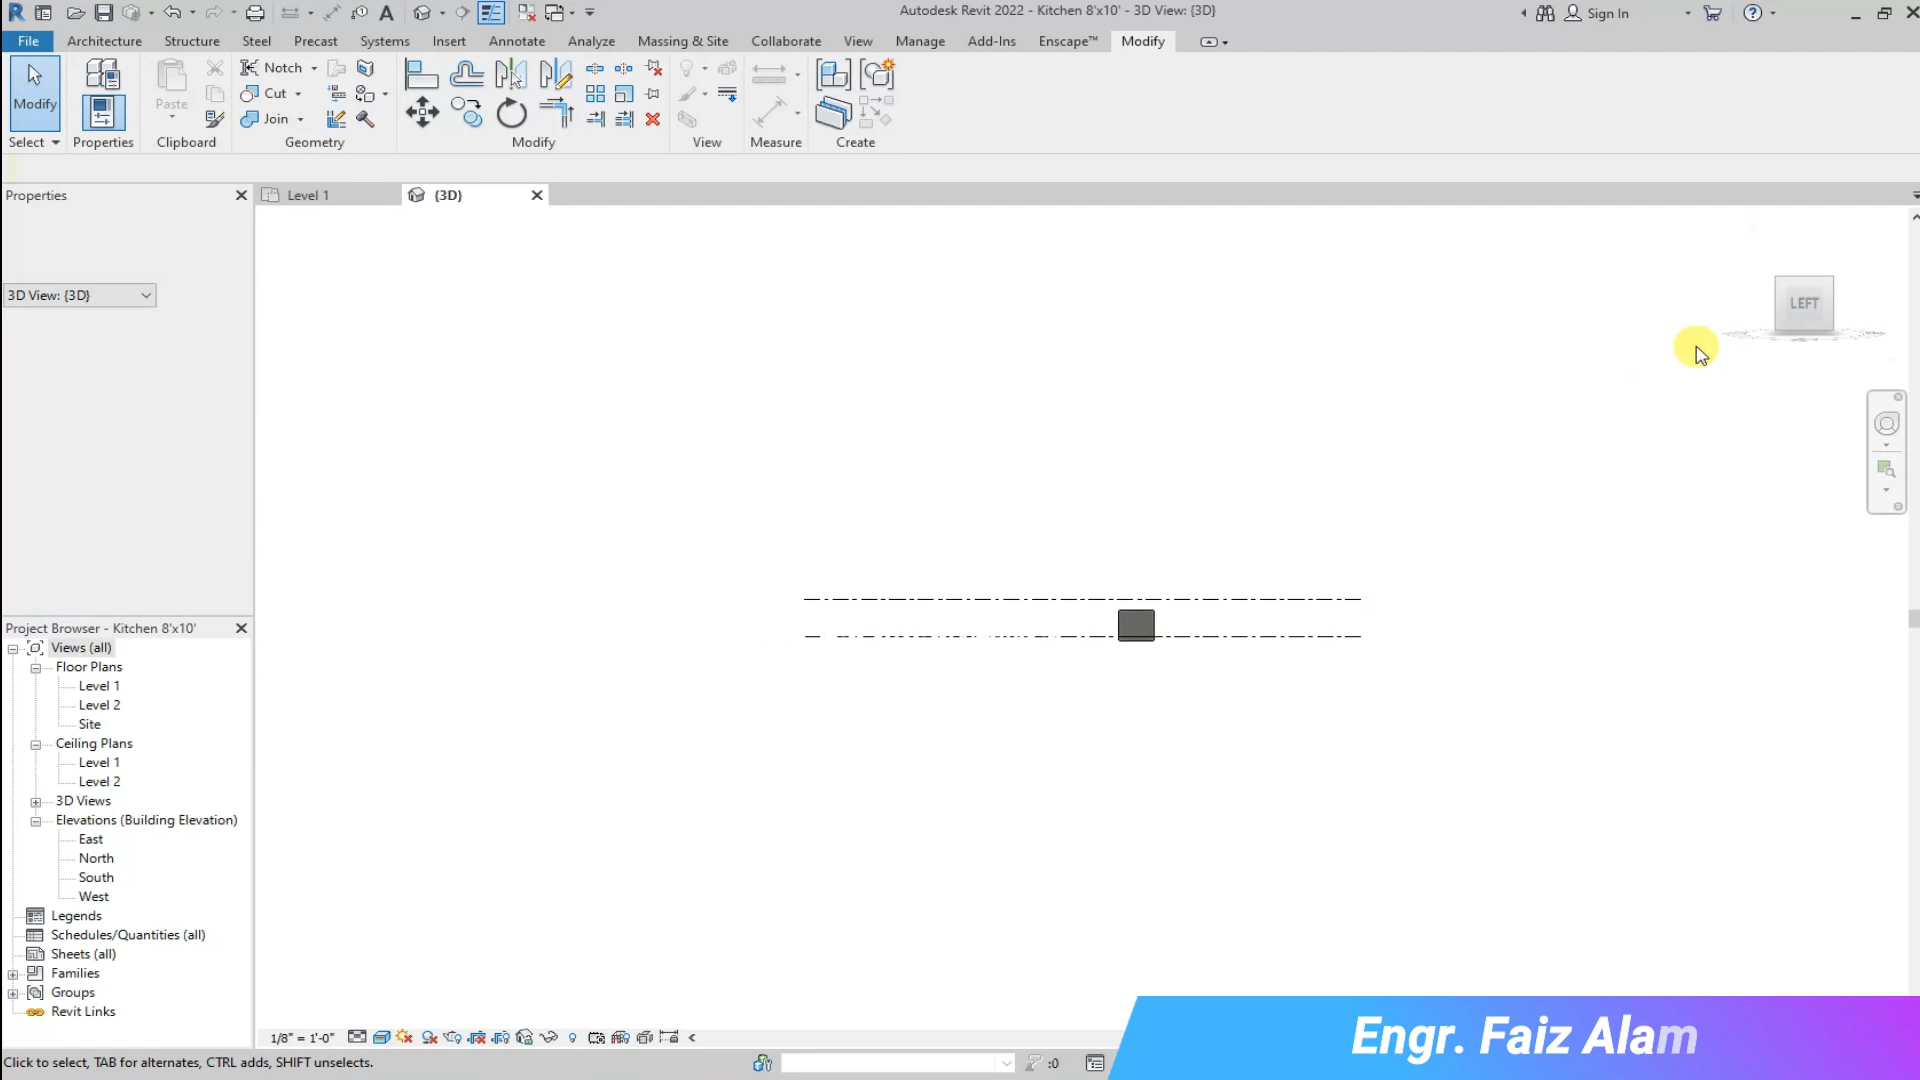 Autodesk Revit 2022 - Kitchen 8'x10' - 3D View: {3D}
Sign In
File Architecture Structure Steel Precast Systems Insert Annotate Analyze Massing & Site Collaborate View Manage Add-Ins Enscape™ Modify
Modify
Paste
Notch
Cut
Join
Select Properties Clipboard Geometry Modify View Measure Create
Properties
Level 1
{3D}
3D View: {3D}
LEFT
Project Browser - Kitchen 8'x10'
Views (all)
Floor Plans
Level 1
Level 2
Site
Ceiling Plans
Level 1
Level 2
3D Views
Elevations (Building Elevation)
East
North
South
West
Legends
Schedules/Quantities (all)
Sheets (all)
Families
Groups
Revit Links
1/8" = 1'-0"
Click to select, TAB for alternates, CTRL adds, SHIFT unselects.
:0
Engr. Faiz Alam